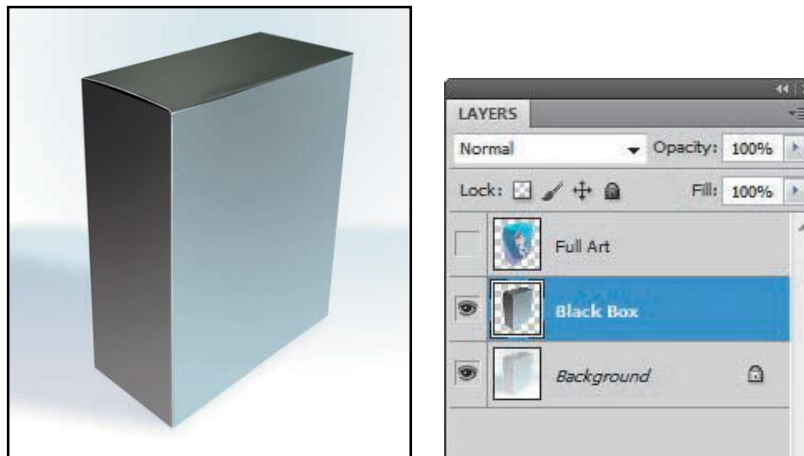 LAYERS
Normal Opacity: 100%
Lock: Fill: 100%
Full Art
Black Box
Background